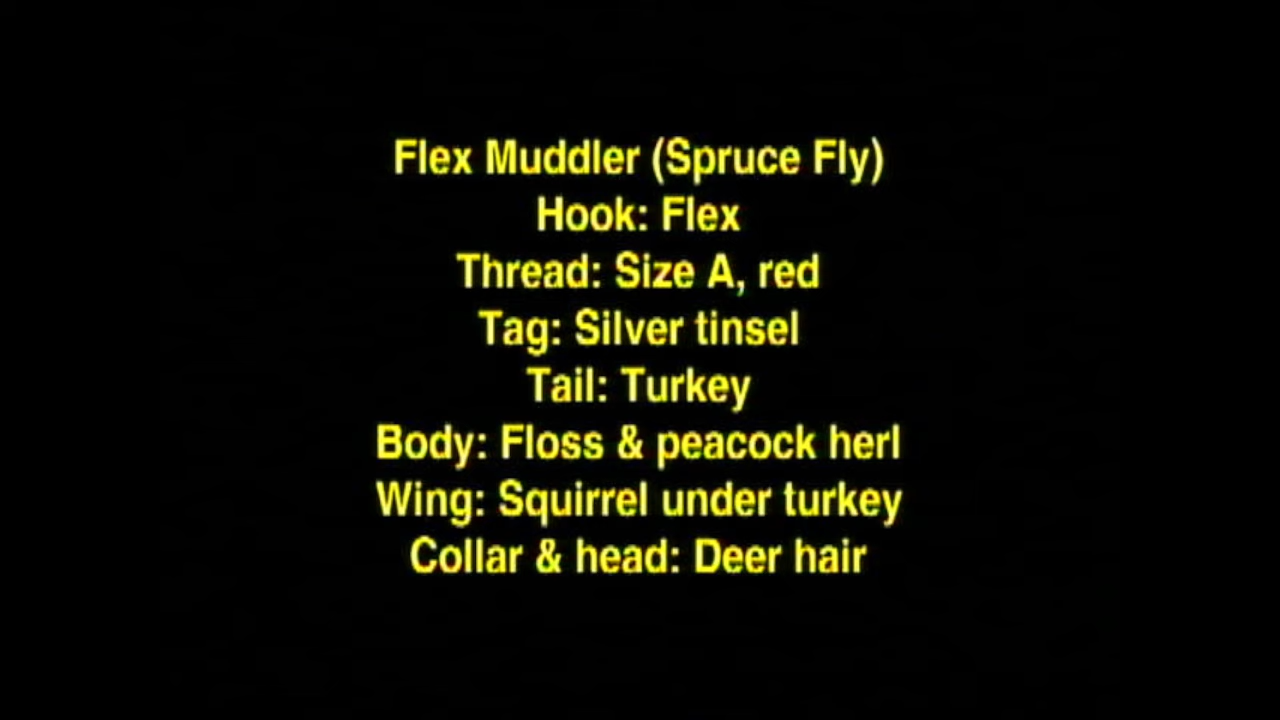 Flex Muddler (Spruce Fly)
Hook: Flex
Thread: Size A, red
Tag: Silver tinsel
Tail: Turkey
Body: Floss & peacock herl
Wing: Squirrel under turkey
Collar & head: Deer hair